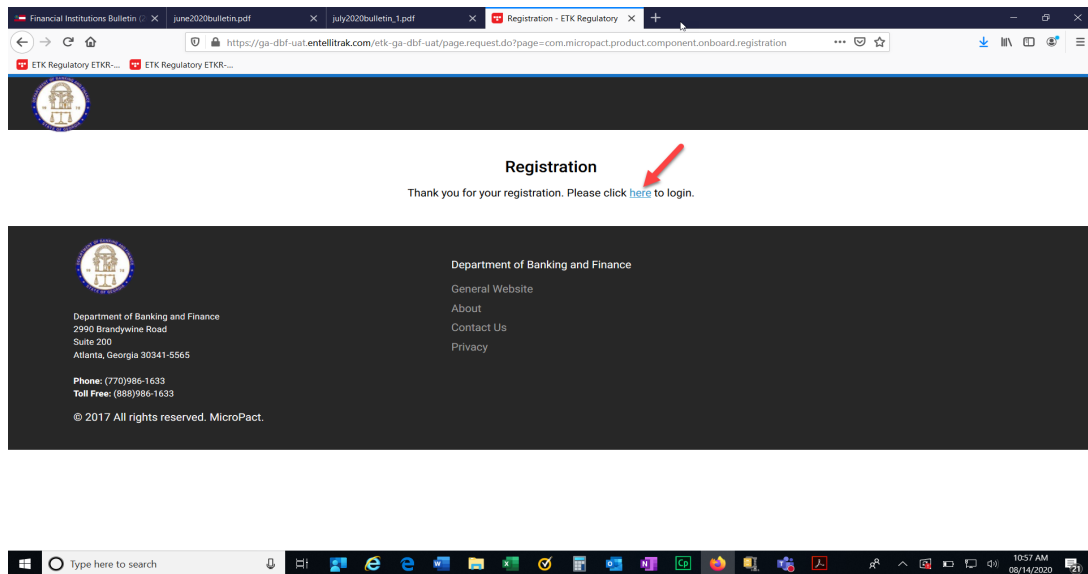 Financial Institutions Bulletin
june2020bulletin.pdf
july2020bulletin_1.pdf
Registration - ETK Regulatory
https://ga-dbf-uat.entellitrak.com/etk-ga-dbf-uat/page.request.do?page=com.micropact.product.component.onboard.registration
ETK Regulatory ETKR-...
ETK Regulatory ETKR-...
Registration
Thank you for your registration. Please click here to login.
Department of Banking and Finance
2990 Brandywine Road
Suite 200
Atlanta, Georgia 30341-5565
Phone: (770)986-1633
Toll Free: (888)986-1633
© 2017 All rights reserved. MicroPact.
Department of Banking and Finance
General Website
About
Contact Us
Privacy
Type here to search
10:57 AM
08/14/2020
21